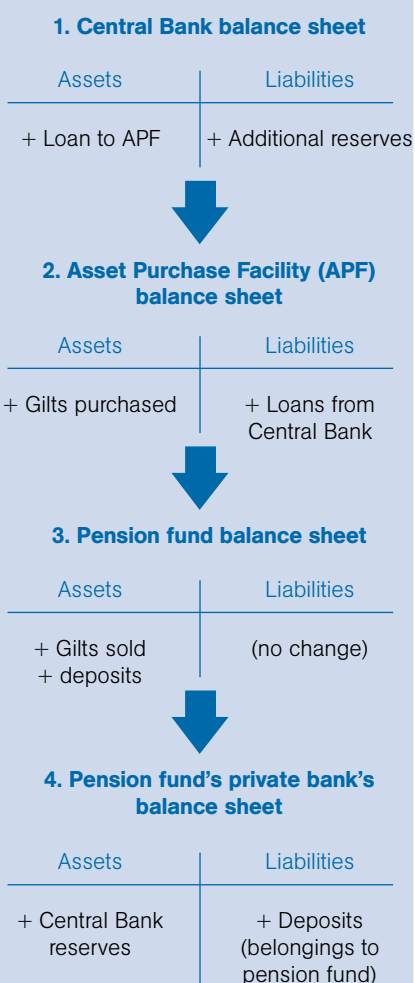 1. Central Bank balance sheet
Assets Liabilities
+ Loan to APF + Additional reserves
2. Asset Purchase Facility (APF)
balance sheet
Assets Liabilities
+ Gilts purchased + Loans from
Central Bank
3. Pension fund balance sheet
Assets Liabilities
+ Gilts sold (no change)
+ deposits
4. Pension fund’s private bank’s
balance sheet
Assets Liabilities
+ Central Bank + Deposits
reserves (belongings to
pension fund)